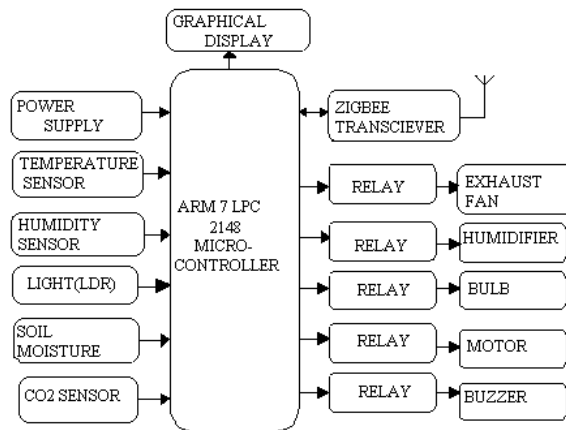 GRAPHICAL
DISPLAY
POWER
SUPPLY
TEMPERATURE
SENSOR
HUMIDITY
SENSOR
LIGHT(LDR)
SOIL
MOISTURE
CO2 SENSOR
ARM 7 LPC
2148
MICRO-
CONTROLLER
ZIGBEE
TRANSCIEVER
RELAY
EXHAUST
FAN
RELAY
HUMIDIFIER
RELAY
BULB
RELAY
MOTOR
RELAY
BUZZER